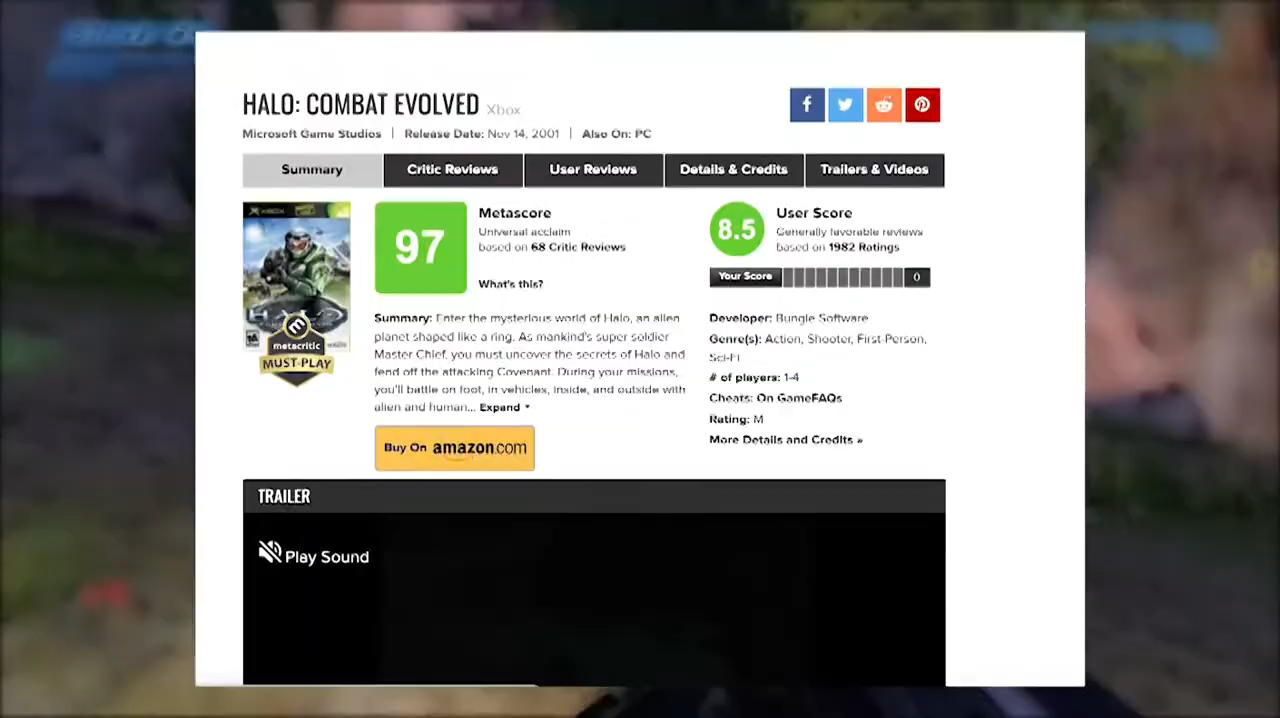 HALO: COMBAT EVOLVED Xbox
Microsoft Game Studios | Release Date: Nov 14, 2001 | Also On: PC
Summary Critic Reviews User Reviews Details & Credits Trailers & Videos
XBOX
metacritic
MUST-PLAY
97
Metascore
Universal acclaim
based on 68 Critic Reviews
What's this?
Summary: Enter the mysterious world of Halo, an alien
planet shaped like a ring. As mankind's super soldier
Master Chief, you must uncover the secrets of Halo and
fend off the attacking Covenant. During your missions,
you'll battle on foot, in vehicles, inside, and outside with
alien and human... Expand
Buy On amazon.com
8.5
User Score
Generally favorable reviews
based on 1982 Ratings
Your Score 0
Developer: Bungie Software
Genre(s): Action, Shooter, First-Person,
Sci-Fi
# of players: 1-4
Cheats: On GameFAQs
Rating: M
More Details and Credits »
TRAILER
Play Sound